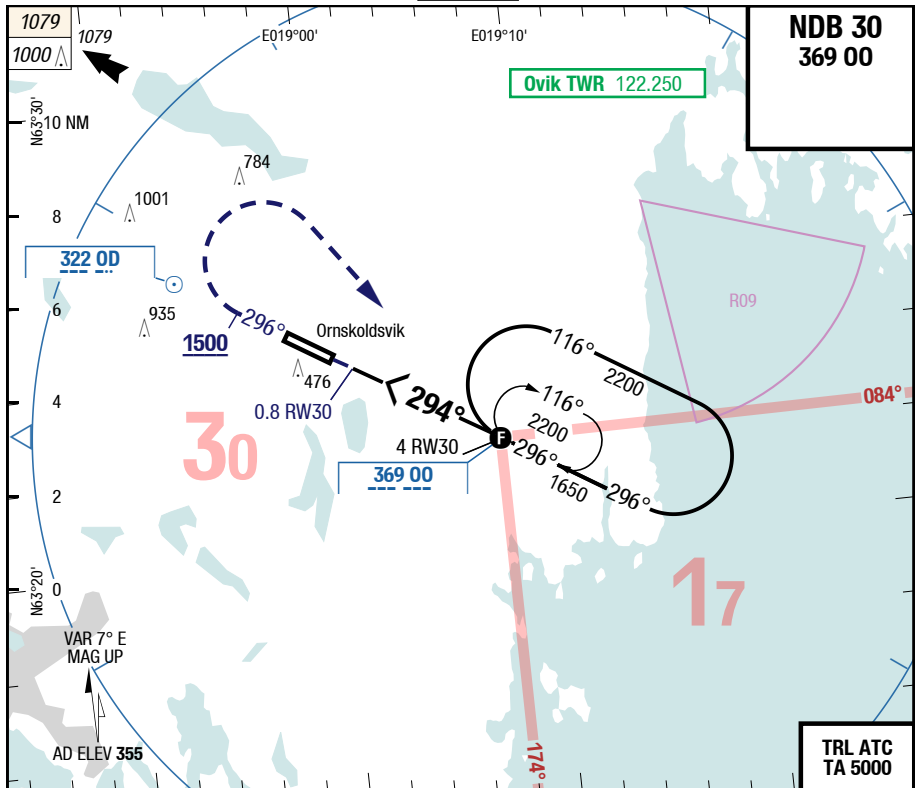 1079
1079
1000
E019°00'
E019°10'
NDB 30
369 OO
Ovik TWR 122.250
N63°30'
10 NM
784
1001
8
322 OD
6
935
1500
296°
Ornskoldsvik
R09
476
116°
2200
4
0.8 RW30
294°
116°
2200
084°
30
4 RW30
F
296°
369 OO
1650
296°
2
17
N63°20'
0
VAR 7° E
MAG UP
AD ELEV 355
174°
TRL ATC
TA 5000